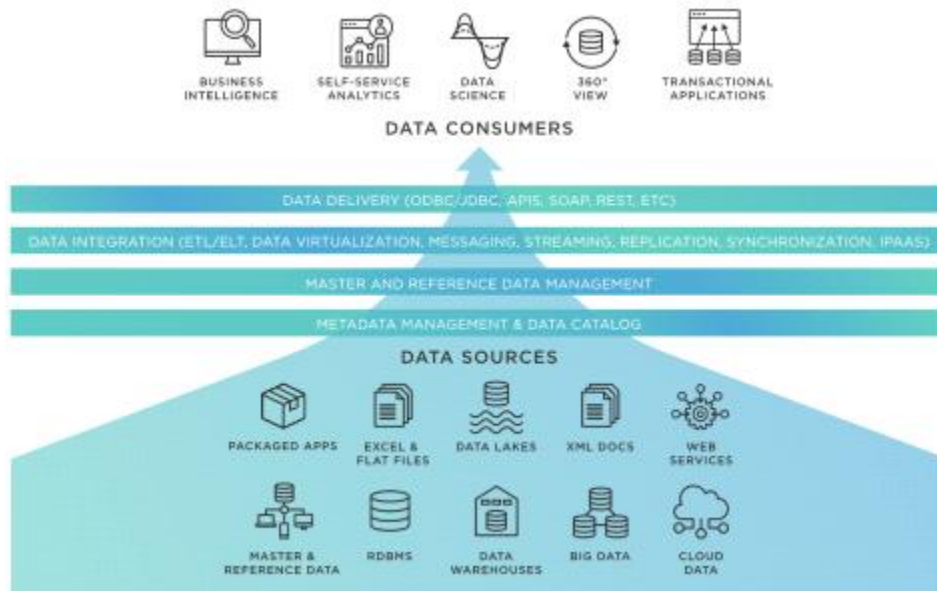 BUSINESS
INTELLIGENCE
SELF-SERVICE
ANALYTICS
DATA
SCIENCE
360°
VIEW
TRANSACTIONAL
APPLICATIONS
DATA CONSUMERS
DATA DELIVERY (ODBC/JDBC, APIS, SOAP, REST, ETC)
DATA INTEGRATION (ETL/ELT, DATA VIRTUALIZATION, MESSAGING, STREAMING, REPLICATION, SYNCHRONIZATION, IPAAS)
MASTER AND REFERENCE DATA MANAGEMENT
METADATA MANAGEMENT & DATA CATALOG
DATA SOURCES
PACKAGED APPS
EXCEL &
FLAT FILES
DATA LAKES
XML DOCS
WEB
SERVICES
MASTER &
REFERENCE DATA
RDBMS
DATA
WAREHOUSES
BIG DATA
CLOUD
DATA